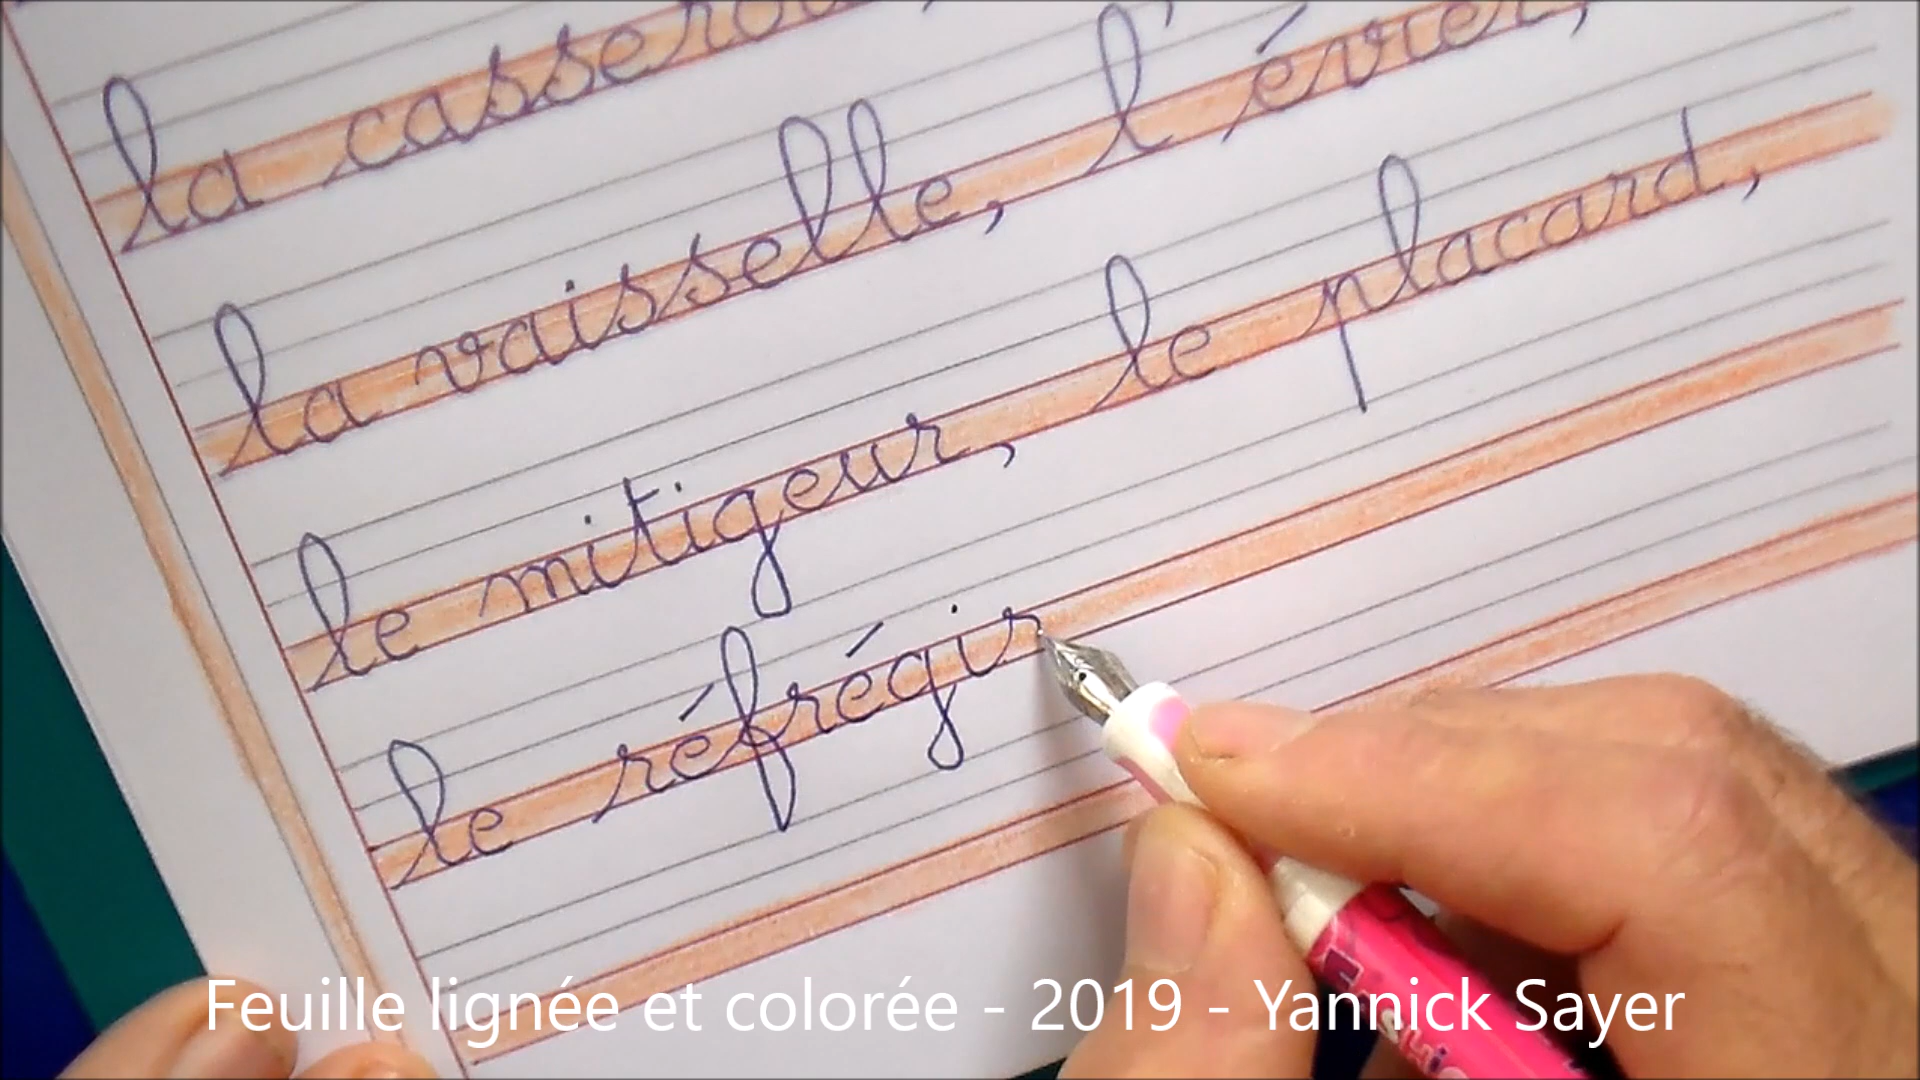 la
la vaisselle, l'évier,
le mitigeur, le placard,
le réfrégir
Feuille lignée et colorée - 2019 - Yannick Sayer